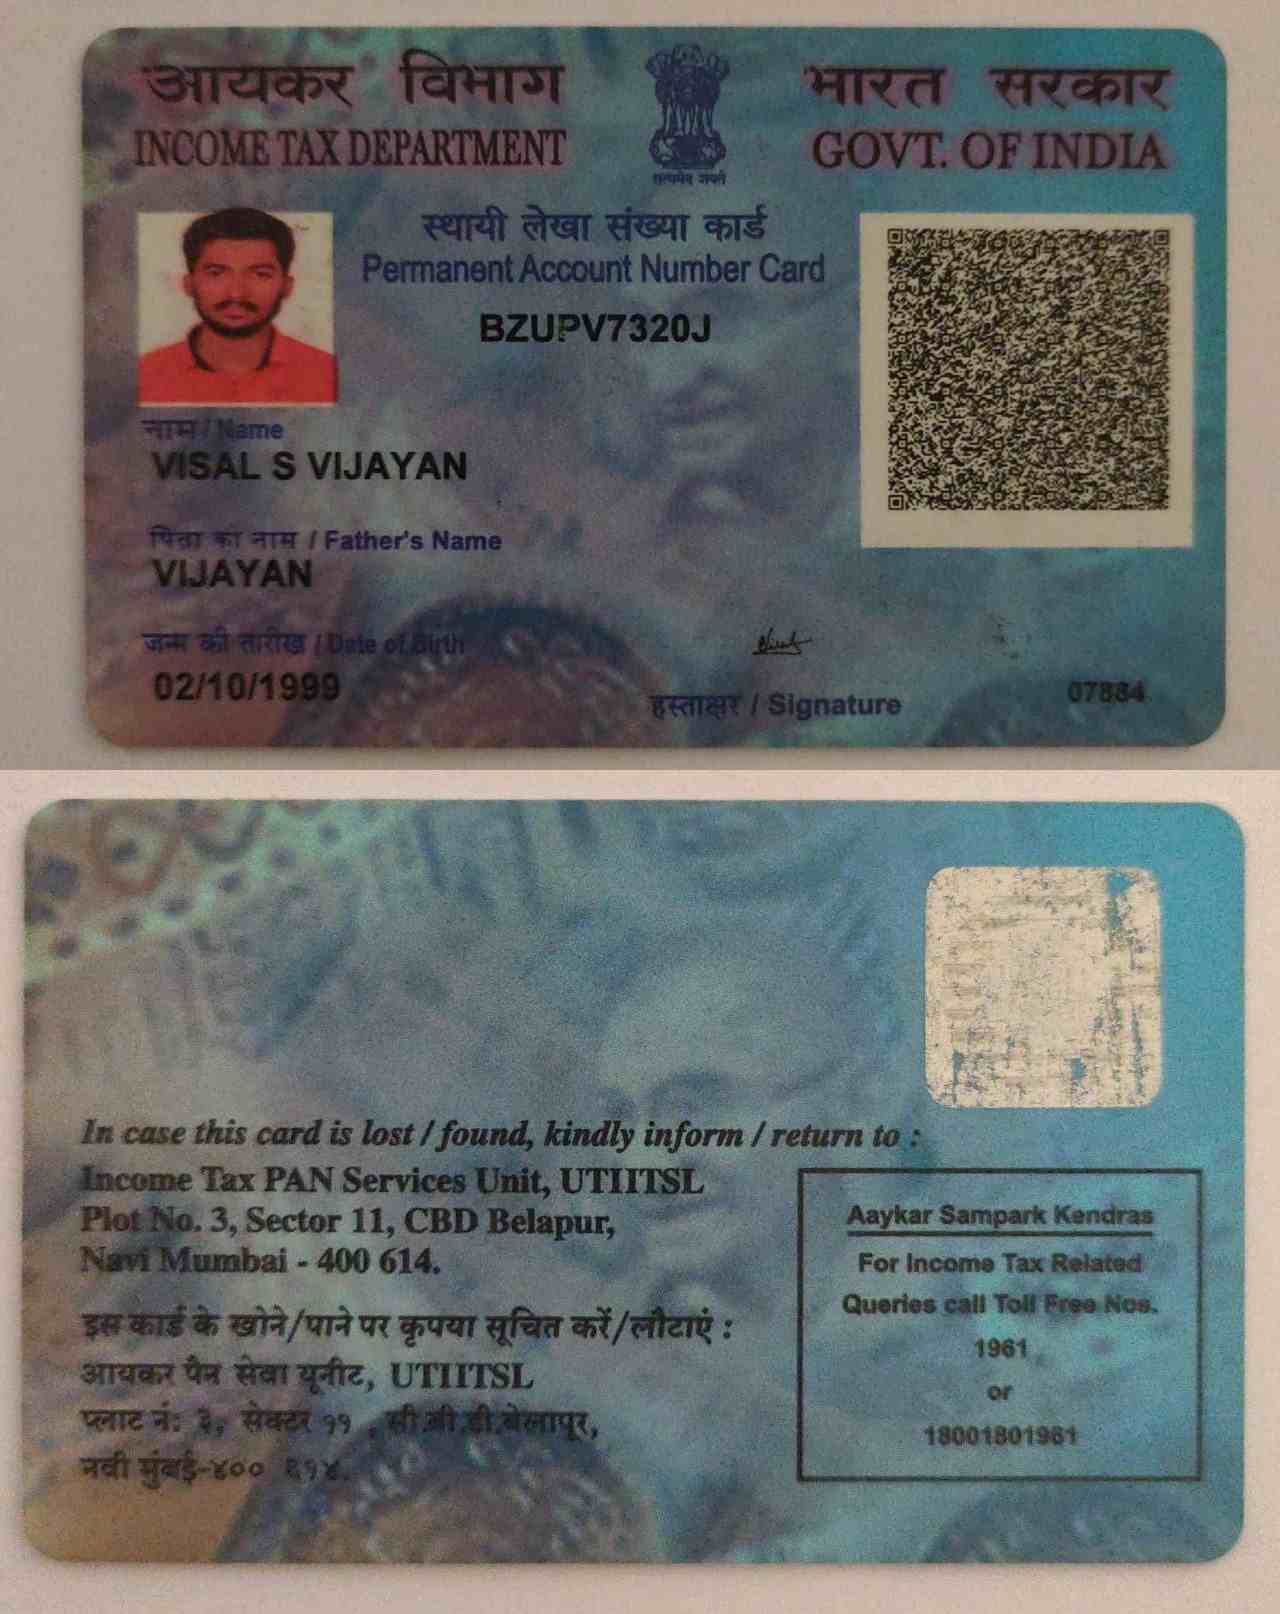 आयकर विभाग
INCOME TAX DEPARTMENT
सत्यमेव जयते
भारत सरकार
GOVT. OF INDIA
स्थायी लेखा संख्या कार्ड
Permanent Account Number Card
BZUPV7320J
नाम / Name
VISAL S VIJAYAN
पिता का नाम / Father's Name
VIJAYAN
जन्म की तारीख / Date of Birth
02/10/1999
हस्ताक्षर / Signature
07884
In case this card is lost / found, kindly inform / return to :
Income Tax PAN Services Unit, UTIITSL
Plot No. 3, Sector 11, CBD Belapur,
Navi Mumbai - 400 614.
इस कार्ड के खोने/पाने पर कृपया सूचित करें/लौटाएं :
आयकर पैन सेवा यूनीट, UTIITSL
प्लाट नं: ३, सेक्टर ११ , सी.बी.डी.बेलापूर,
नवी मुंबई-४०० ६१४.
Aaykar Sampark Kendras
For Income Tax Related
Queries call Toll Free Nos.
1961
or
18001801961